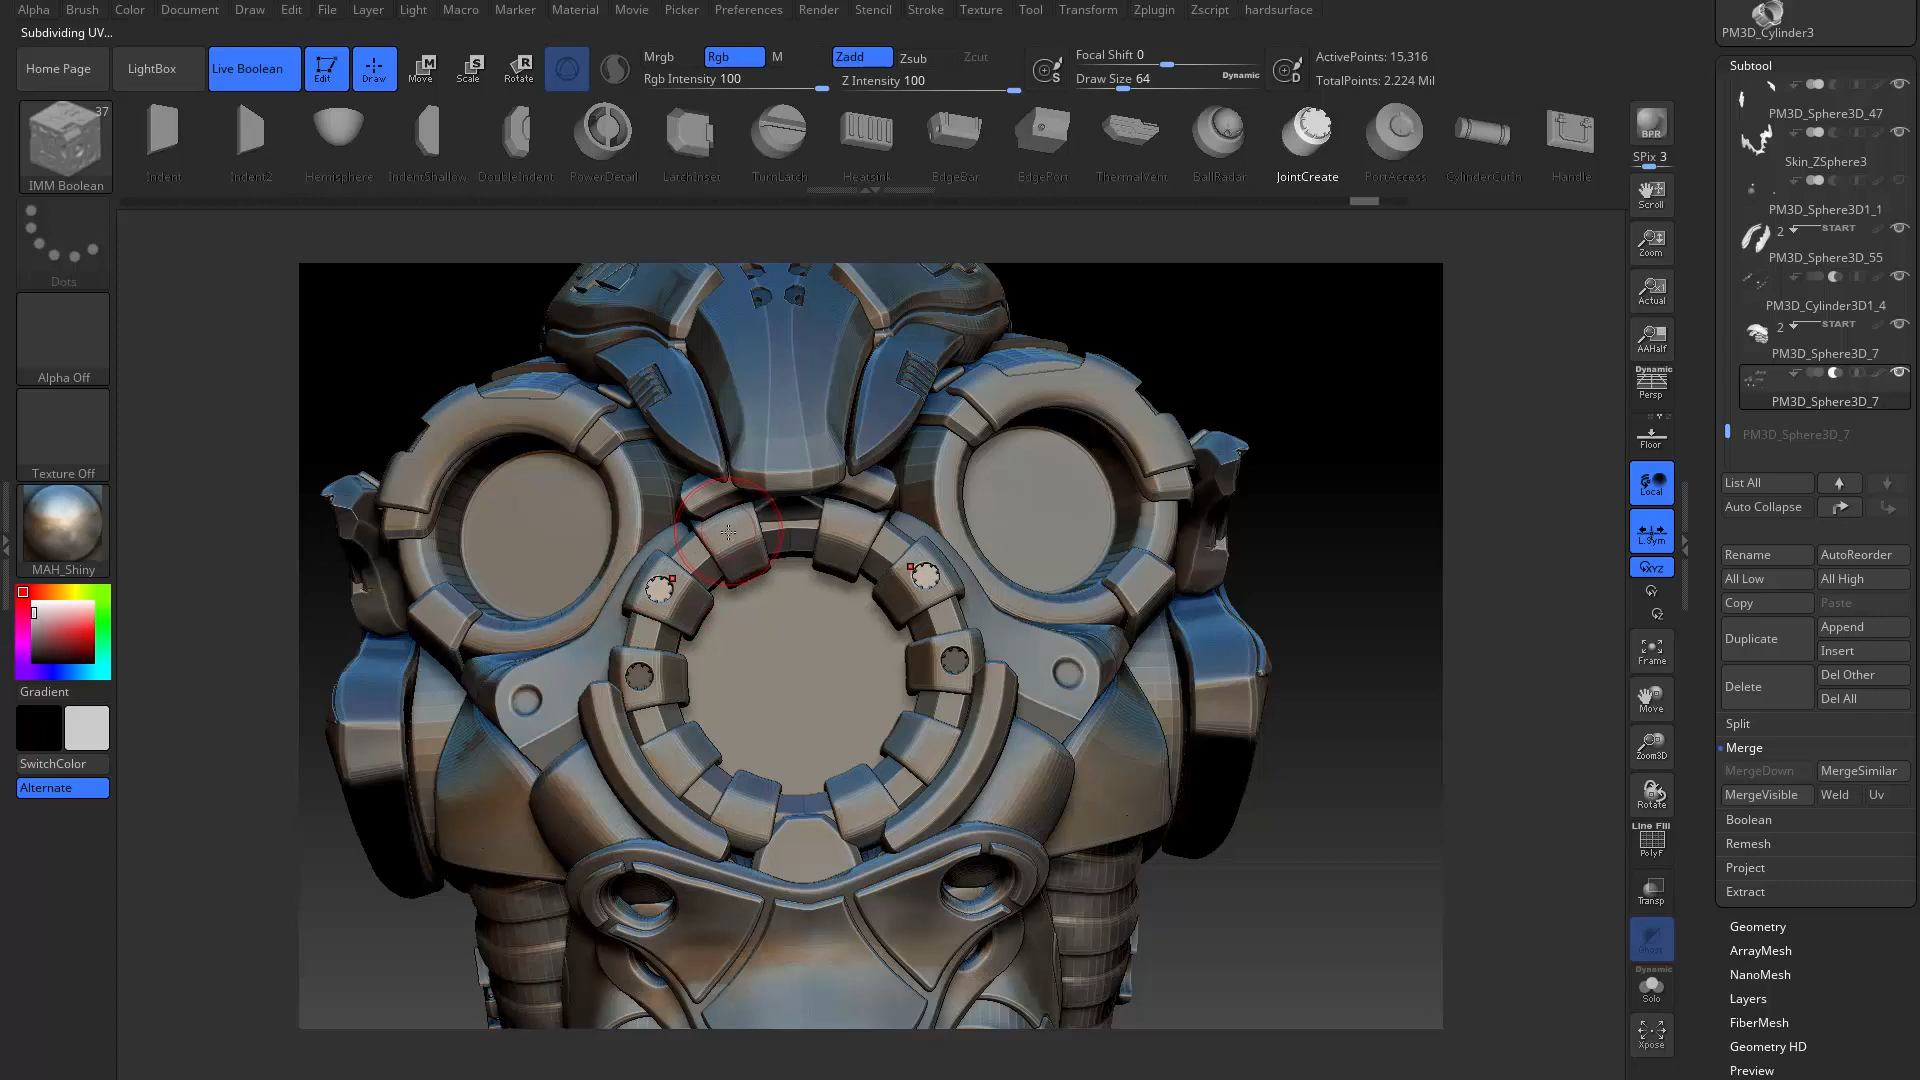 Alpha Brush Color Document Draw Edit File Layer Light Macro Marker Material Movie Picker Preferences Render Stencil Stroke Texture Tool Transform Zplugin Zscript hardsurface
Subdividing UV...
Home Page
LightBox
Live Boolean
Edit
Draw
Move
Scale
Rotate
Mrgb
Rgb
M
Rgb Intensity 100
Zadd
Zsub
Zcut
Z Intensity 100
Focal Shift 0
Draw Size 64
Dynamic
ActivePoints: 15,316
TotalPoints: 2.224 Mil
37
IMM Boolean
Indent
Indent2
Hemisphere
IndentShallow
DoubleIndent
PowerDetail
LatchInset
TurnLatch
Heatsink
EdgeBar
EdgePort
ThermalVent
BallRadar
JointCreate
PortAccess
CylinderCutIn
Handle
Dots
Alpha Off
Texture Off
MAH_Shiny
Gradient
SwitchColor
Alternate
BPR
SPix 3
Scroll
Zoom
Actual
AAHalf
Dynamic
Persp
Floor
Local
L.Sym
XYZ
Frame
Move
Zoom3D
Rotate
Line Fill
PolyF
Transp
Ghost
Dynamic
Solo
Xpose
PM3D_Cylinder3
Subtool
PM3D_Sphere3D_47
Skin_ZSphere3
PM3D_Sphere3D1_1
2 START
PM3D_Sphere3D_55
PM3D_Cylinder3D1_4
2 START
PM3D_Sphere3D_7
PM3D_Sphere3D_7
PM3D_Sphere3D_7
List All
Auto Collapse
Rename AutoReorder
All Low All High
Copy Paste
Duplicate Append
Insert
Delete Del Other
Del All
Split
Merge
MergeDown MergeSimilar
MergeVisible Weld Uv
Boolean
Remesh
Project
Extract
Geometry
ArrayMesh
NanoMesh
Layers
FiberMesh
Geometry HD
Preview